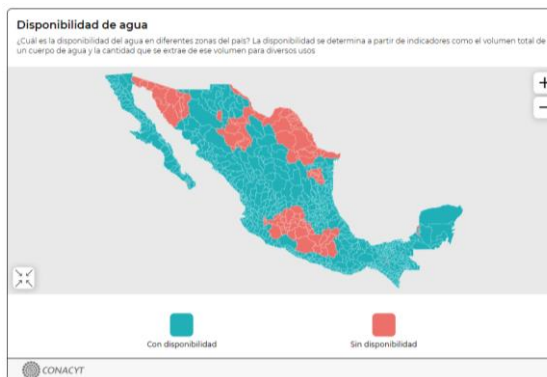 Disponibilidad de agua
¿Cuál es la disponibilidad del agua en diferentes zonas del país? La disponibilidad se determina a partir de indicadores como el volumen total de
un cuerpo de agua y la cantidad que se extrae de ese volumen para diversos usos
+
−
Con disponibilidad
Sin disponibilidad
CONACYT